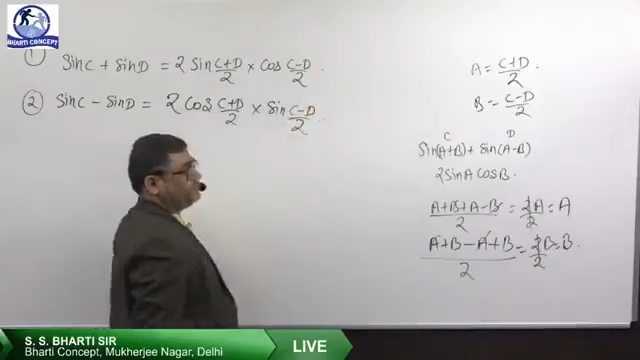 BHARTI CONCEPT
① SinC + SinD = 2 Sin (C+D)/2 × Cos (C-D)/2 .
② SinC - SinD = 2 Cos (C+D)/2 × Sin (C-D)/2 .
A = (C+D)/2 .
B = (C-D)/2
C D
Sin(A+B) + Sin(A-B)
2SinA CosB .
(A+B+A-B)/2 = 2A/2 = A
(A+B-A+B)/2 = 2B/2 = B .
S. S. BHARTI SIR
Bharti Concept, Mukherjee Nagar, Delhi
LIVE